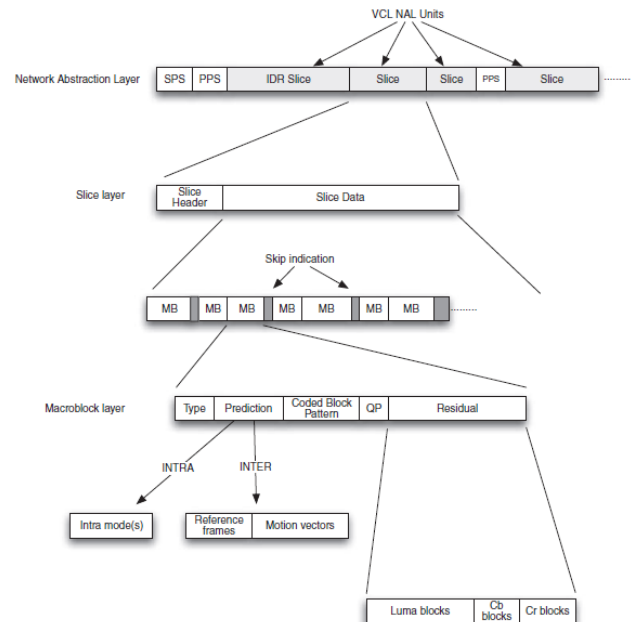 VCL NAL Units
Network Abstraction Layer
SPS PPS IDR Slice Slice Slice PPS Slice
Slice layer
Slice
Header
Slice Data
Skip indication
MB MB MB MB MB MB MB
Macroblock layer
Type Prediction Coded Block
Pattern QP Residual
INTRA INTER
Intra mode(s)
Reference
frames
Motion vectors
Luma blocks
Cb
blocks
Cr blocks